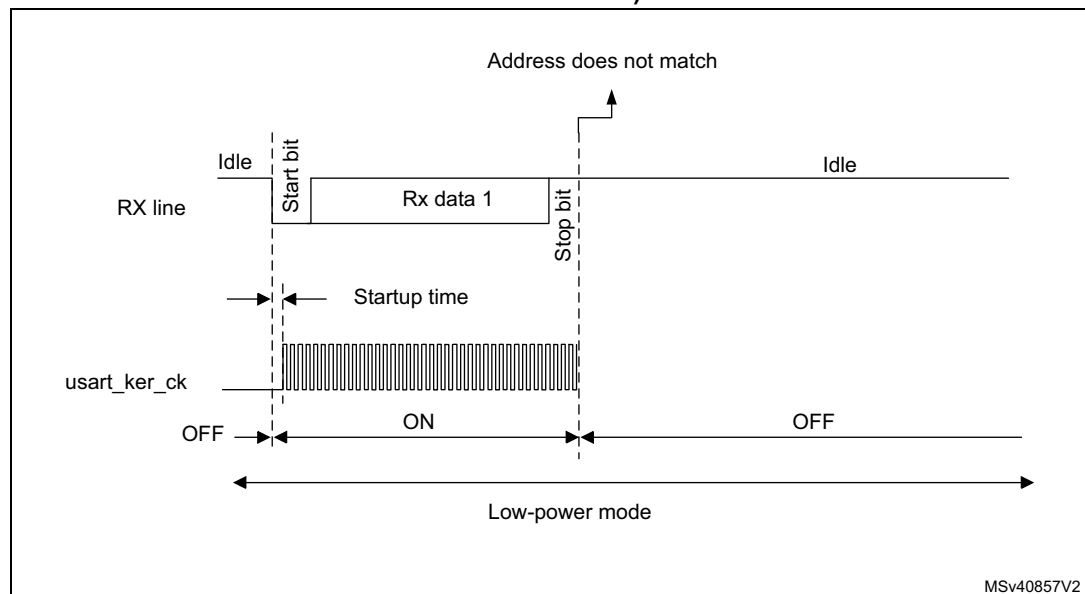 Address does not match
Idle
Start bit
Idle
RX line
Rx data 1
Stop bit
Startup time
usart_ker_ck
OFF
ON
OFF
Low-power mode
MSv40857V2